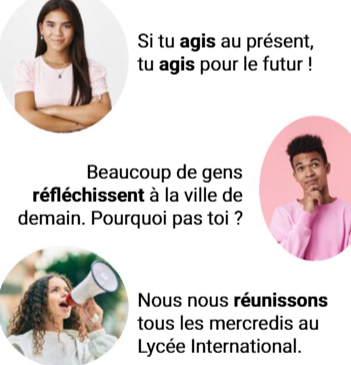 Si tu agis au présent,
tu agis pour le futur !
Beaucoup de gens
réfléchissent à la ville de
demain. Pourquoi pas toi ?
Nous nous réunissons
tous les mercredis au
Lycée International.